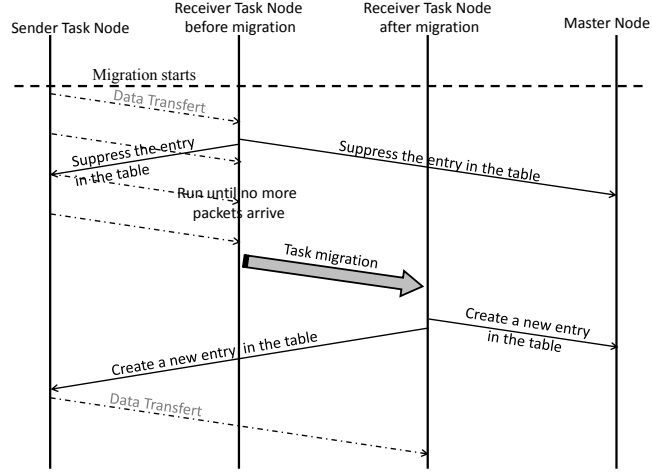 Sender Task Node
Receiver Task Node
before migration
Receiver Task Node
after migration
Master Node
Migration starts
Data Transfert
Suppress the entry
in the table
Suppress the entry in the table
Run until no more
packets arrive
Task migration
Create a new entry
in the table
Create a new entry in the table
Data Transfert